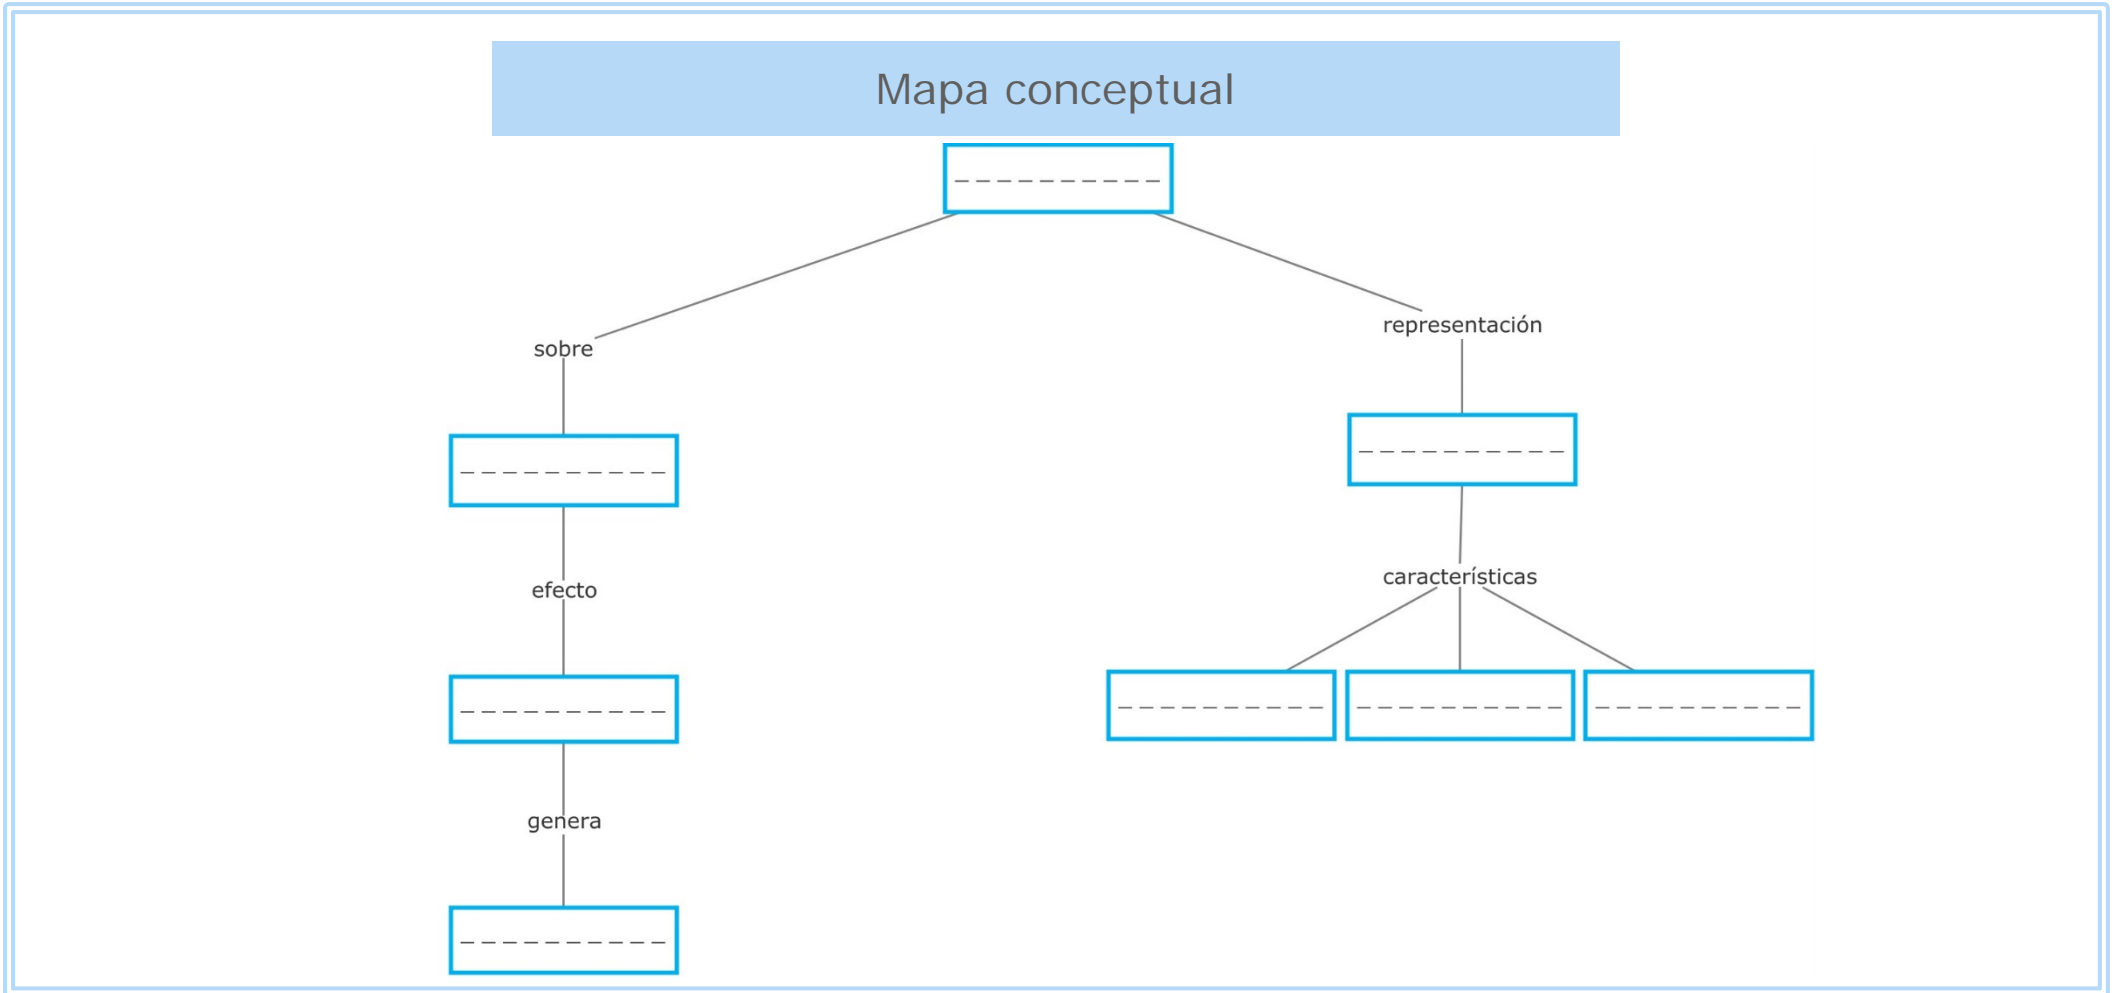 Mapa conceptual
representación
sobre
características
efecto
genera